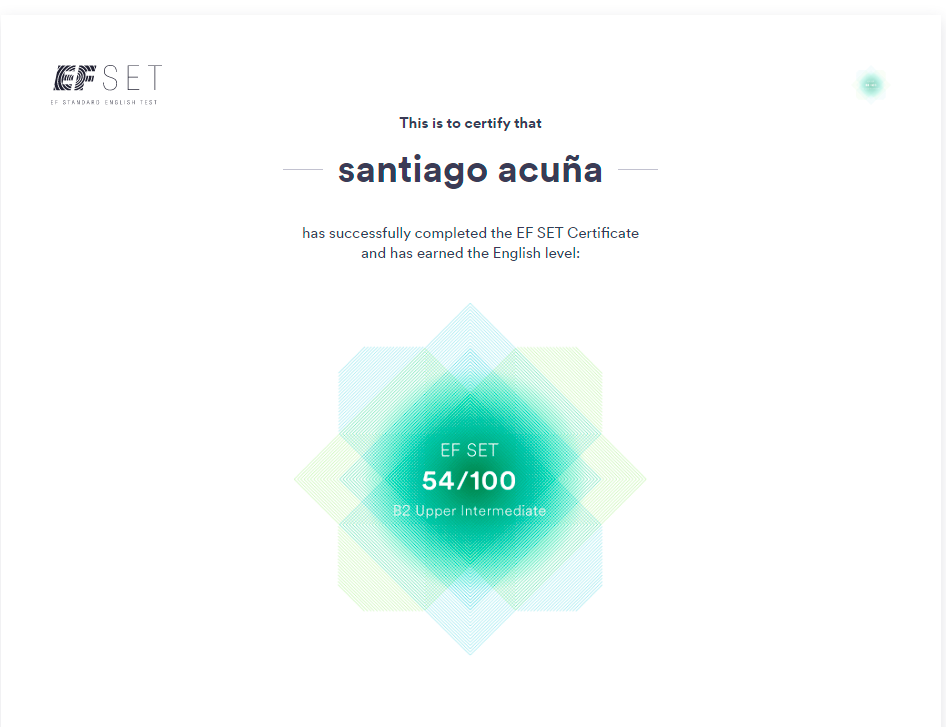 EF SET
EF STANDARD ENGLISH TEST
This is to certify that
santiago acuña
has successfully completed the EF SET Certificate
and has earned the English level:
EF SET
54/100
B2 Upper Intermediate